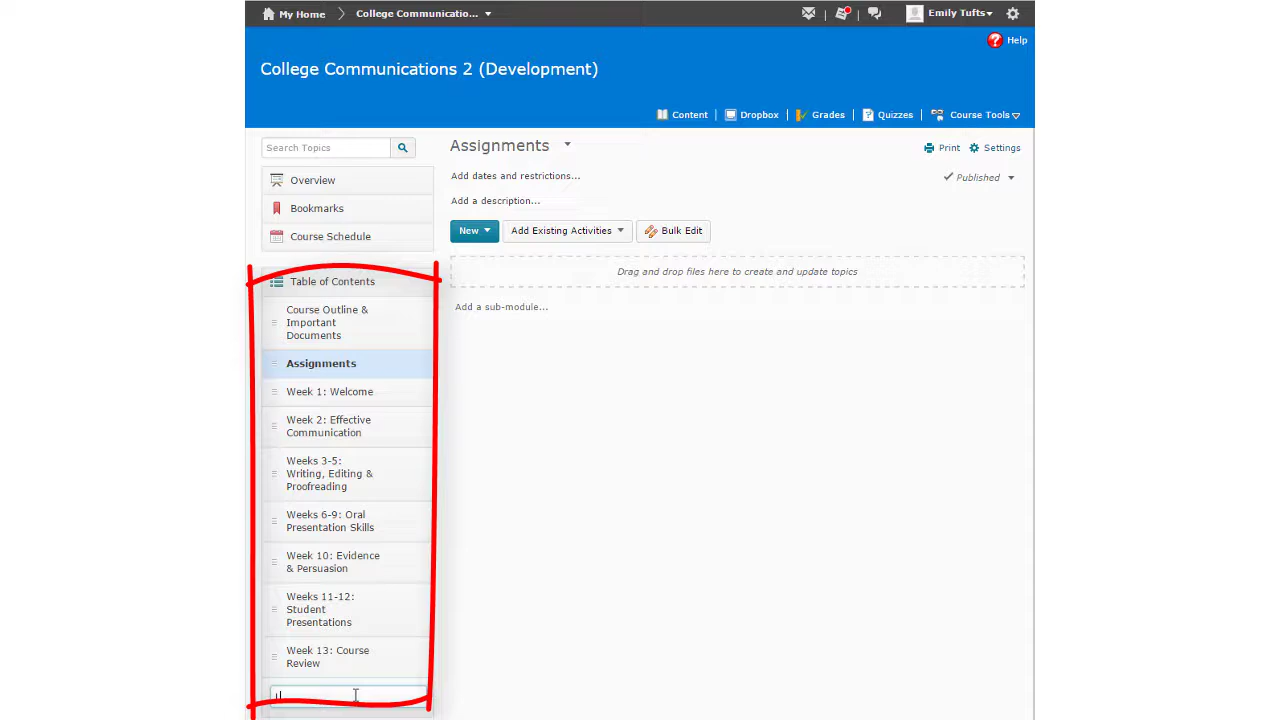 My Home
College Communicatio...
Emily Tufts
Help
College Communications 2 (Development)
Content
Dropbox
Grades
Quizzes
Course Tools
Search Topics
Overview
Bookmarks
Course Schedule
Table of Contents
Course Outline &
Important
Documents
Assignments
Week 1: Welcome
Week 2: Effective
Communication
Weeks 3-5:
Writing, Editing &
Proofreading
Weeks 6-9: Oral
Presentation Skills
Week 10: Evidence
& Persuasion
Weeks 11-12:
Student
Presentations
Week 13: Course
Review
Assignments
Print
Settings
Add dates and restrictions...
Published
Add a description...
New
Add Existing Activities
Bulk Edit
Drag and drop files here to create and update topics
Add a sub-module...